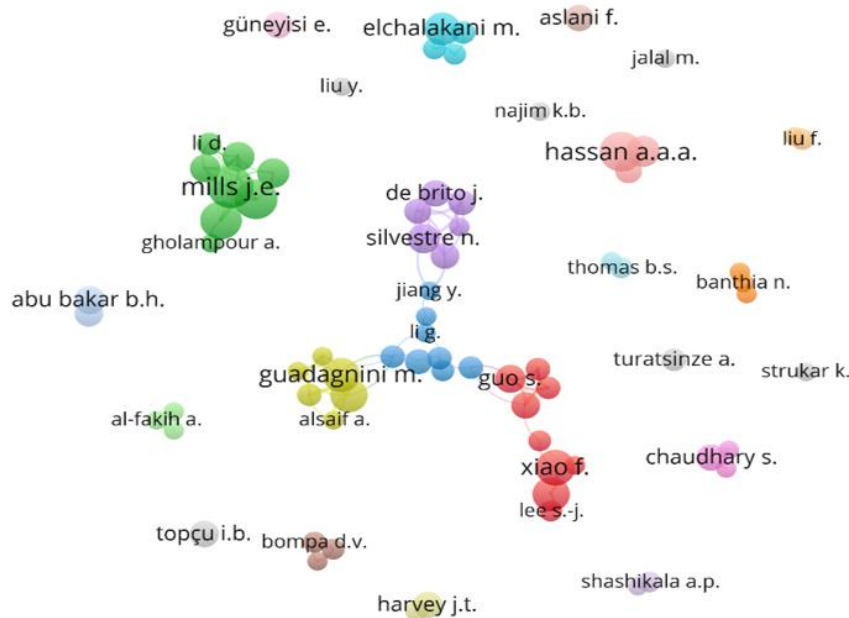 güneyisi e.
elchalakani m.
aslani f.
jalal m.
liu y.
najim k.b.
liu f.
li d.
hassan a.a.a.
mills j.e.
de brito j.
gholampour a.
silvestre n.
thomas b.s.
banthia n.
abu bakar b.h.
jiang y.
li g.
turatsinze a.
strukar k.
guadagnini m.
guo s.
al-fakih a.
alsaif a.
chaudhary s.
xiao f.
lee s.-j.
topçu i.b.
bompa d.v.
shashikala a.p.
harvey j.t.